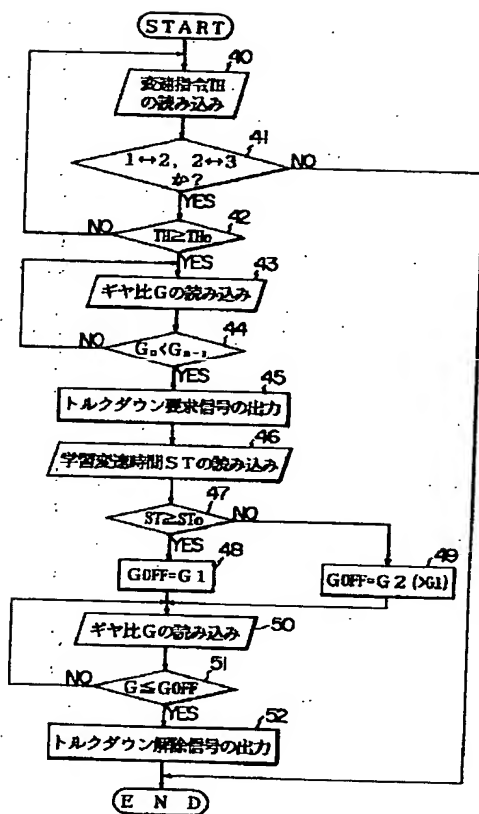 START
40
変速指令TH
の読み込み
41
1↔2, 2↔3
か?
NO
YES
42
NO
TH≧TH₀
YES
43
ギヤ比Gの読み込み
44
NO
Gₙ<Gₙ₋₁
YES
45
トルクダウン要求信号の出力
46
学習変速時間STの読み込み
47
ST≧ST₀
NO
YES
48
GOFF=G1
49
GOFF=G2 (>G1)
50
ギヤ比Gの読み込み
51
NO
G≦GOFF
YES
52
トルクダウン解除信号の出力
END